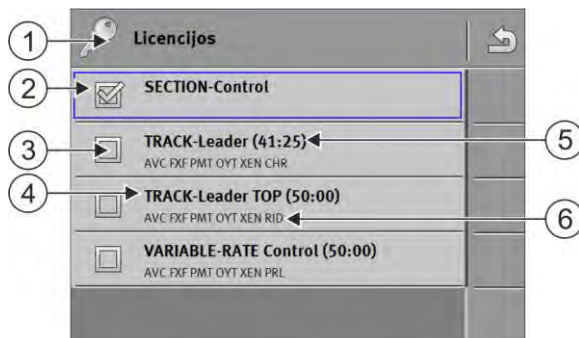 1
Licencijos
2
SECTION-Control
3
TRACK-Leader (41:25)
5
AVC FXF PMT OYT XEN CHR
4
TRACK-Leader TOP (50:00)
AVC FXF PMT OYT XEN RID
6
VARIABLE-RATE Control (50:00)
AVC FXF PMT OYT XEN PRL